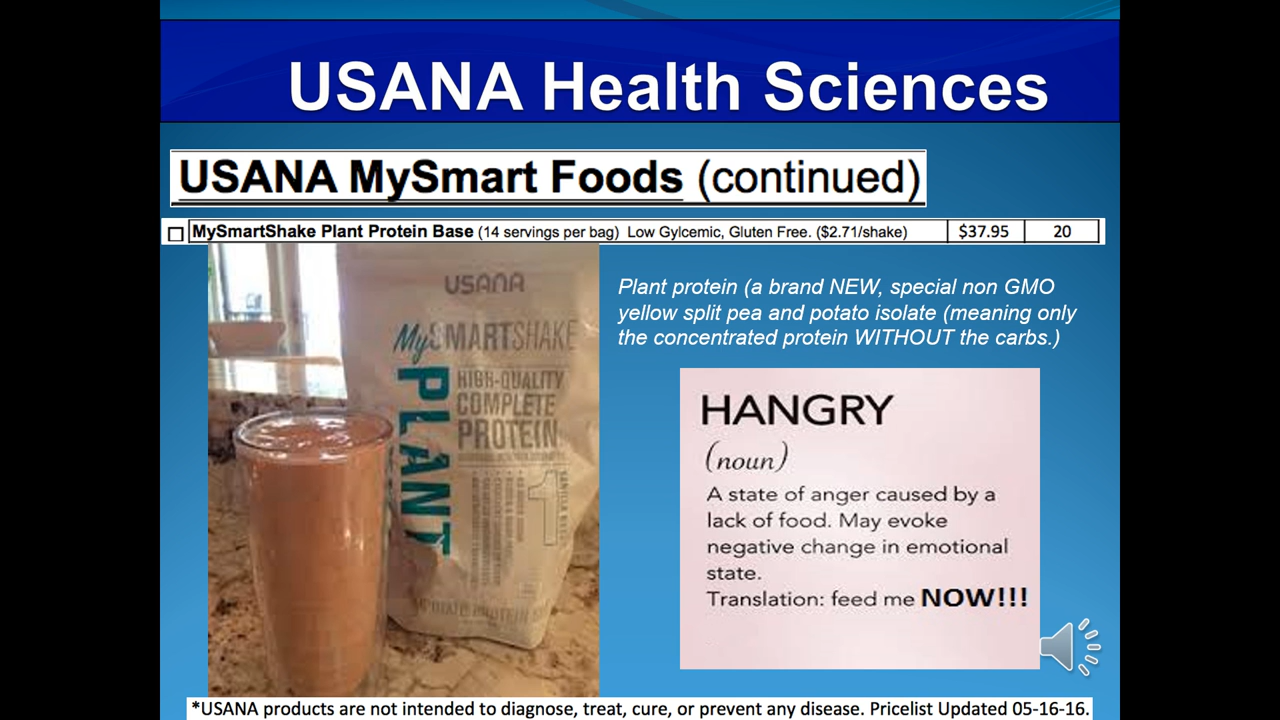 USANA Health Sciences
USANA MySmart Foods (continued)
MySmartShake Plant Protein Base (14 servings per bag) Low Gylcemic, Gluten Free. ($2.71/shake) $37.95 20
USANA
MySMARTSHAKE
PLANT
HIGH-QUALITY
COMPLETE
PROTEIN
1
Plant protein (a brand NEW, special non GMO
yellow split pea and potato isolate (meaning only
the concentrated protein WITHOUT the carbs.)
HANGRY
(noun)
A state of anger caused by a
lack of food. May evoke
negative change in emotional
state.
Translation: feed me NOW!!!
*USANA products are not intended to diagnose, treat, cure, or prevent any disease. Pricelist Updated 05-16-16.